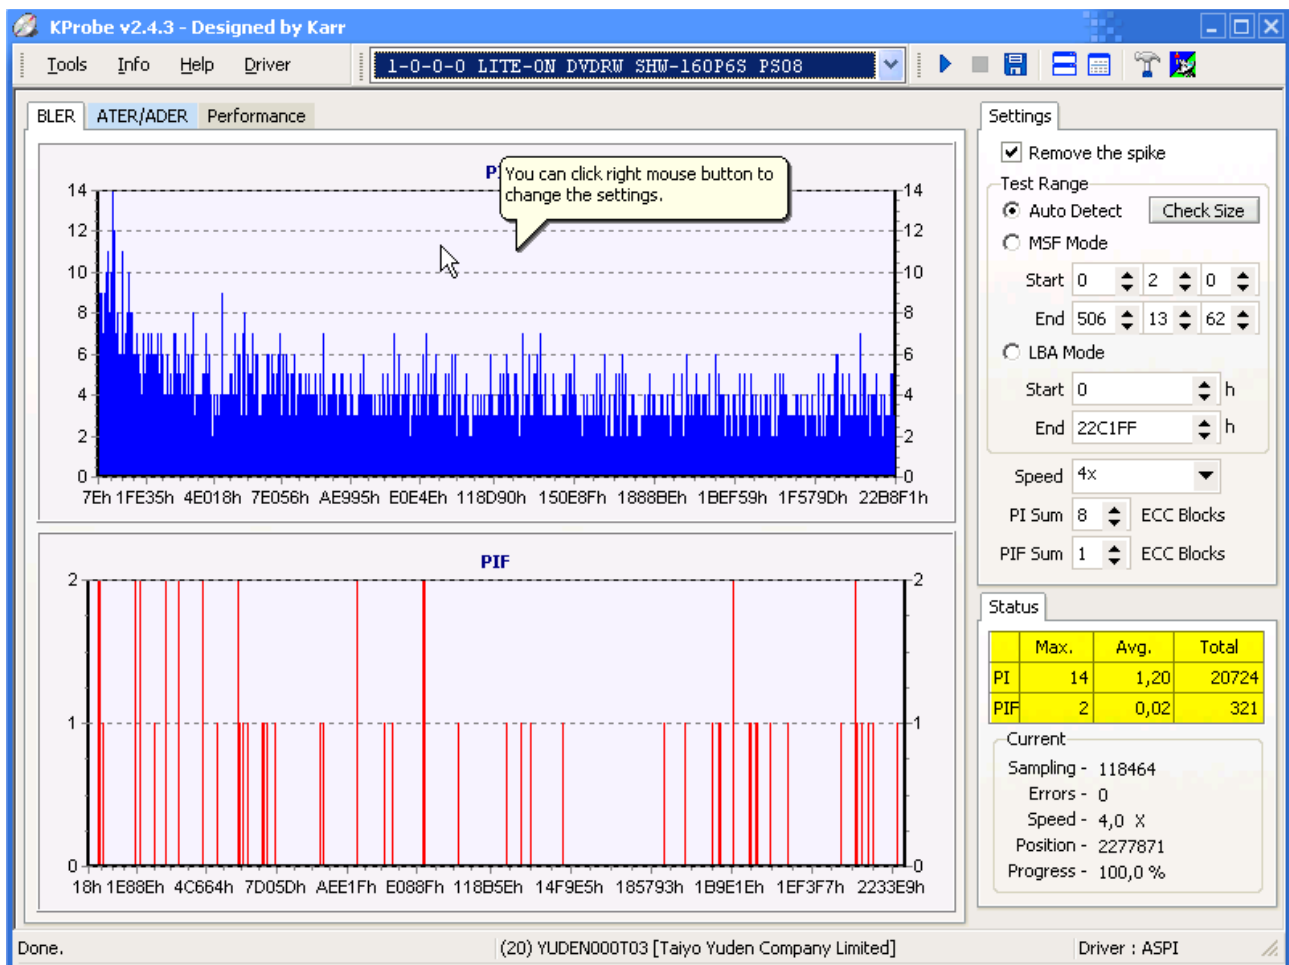 KProbe v2.4.3 - Designed by Karr
Tools Info Help Driver 1-0-0-0 LITE-ON DVDRW SHW-160P6S PS08
BLER ATER/ADER Performance
You can click right mouse button to
change the settings.
14 14
12 12
10 10
8 8
6 6
4 4
2 2
0 0
7Eh 1FE35h 4E018h 7E056h AE995h E0E4Eh 118D90h 150E8Fh 1888BEh 1BEF59h 1F579Dh 22B8F1h
PIF
2 2
1 1
0 0
18h 1E88Eh 4C664h 7D05Dh AEE1Fh E088Fh 118B5Eh 14F9E5h 185793h 1B9E1Eh 1EF3F7h 2233E9h
Settings
Remove the spike
Test Range
Auto Detect Check Size
MSF Mode
Start 0 2 0
End 506 13 62
LBA Mode
Start 0 h
End 22C1FF h
Speed 4x
PI Sum 8 ECC Blocks
PIF Sum 1 ECC Blocks
Status
Max. Avg. Total
PI 14 1,20 20724
PIF 2 0,02 321
Current
Sampling - 118464
Errors - 0
Speed - 4,0 X
Position - 2277871
Progress - 100,0 %
Done. (20) YUDEN000T03 [Taiyo Yuden Company Limited] Driver : ASPI